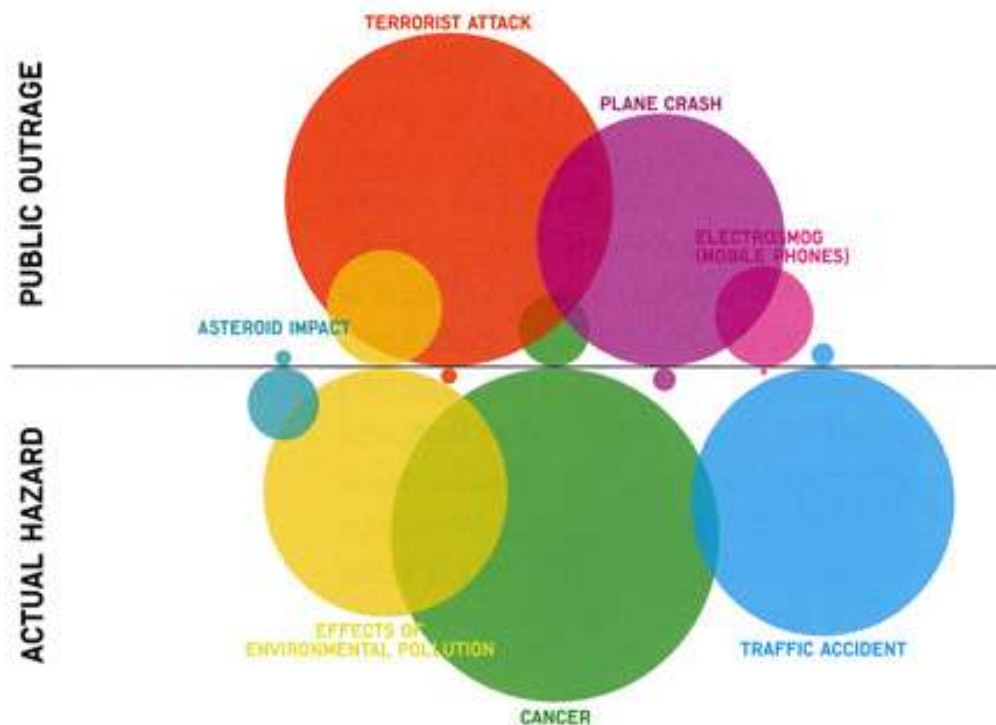 PUBLIC OUTRAGE
TERRORIST ATTACK
PLANE CRASH
ELECTROSMOG
(MOBILE PHONES)
ASTEROID IMPACT
ACTUAL HAZARD
EFFECTS OF
ENVIRONMENTAL POLLUTION
TRAFFIC ACCIDENT
CANCER